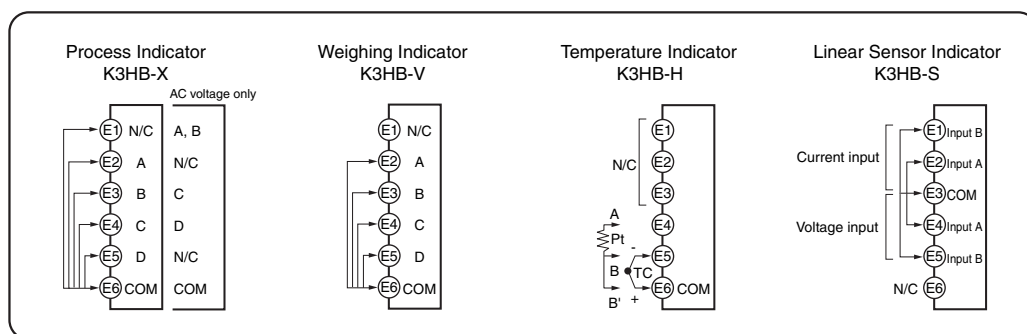 Process Indicator
K3HB-X
AC voltage only
E1 N/C A, B
E2 A N/C
E3 B C
E4 C D
E5 D N/C
E6 COM COM
Weighing Indicator
K3HB-V
E1 N/C
E2 A
E3 B
E4 C
E5 D
E6 COM
Temperature Indicator
K3HB-H
E1
N/C E2
E3
A E4
Pt
- E5
B TC
B' + E6 COM
Linear Sensor Indicator
K3HB-S
E1 Input B
Current input E2 Input A
E3 COM
Voltage input E4 Input A
E5 Input B
N/C E6